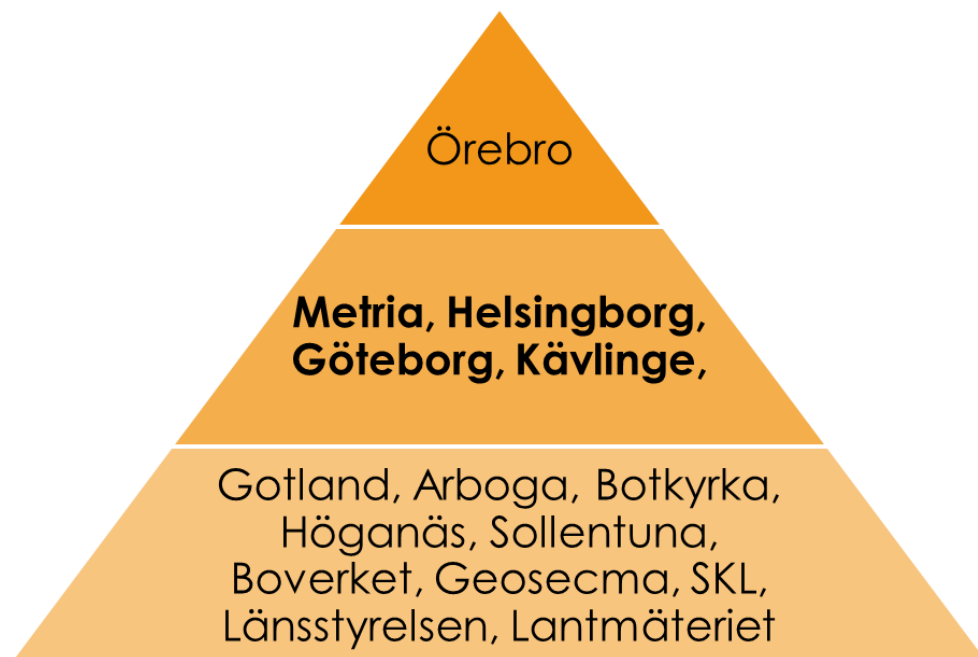 Örebro
Metria, Helsingborg,
Göteborg, Kävlinge,
Gotland, Arboga, Botkyrka,
Höganäs, Sollentuna,
Boverket, Geosecma, SKL,
Länsstyrelsen, Lantmäteriet